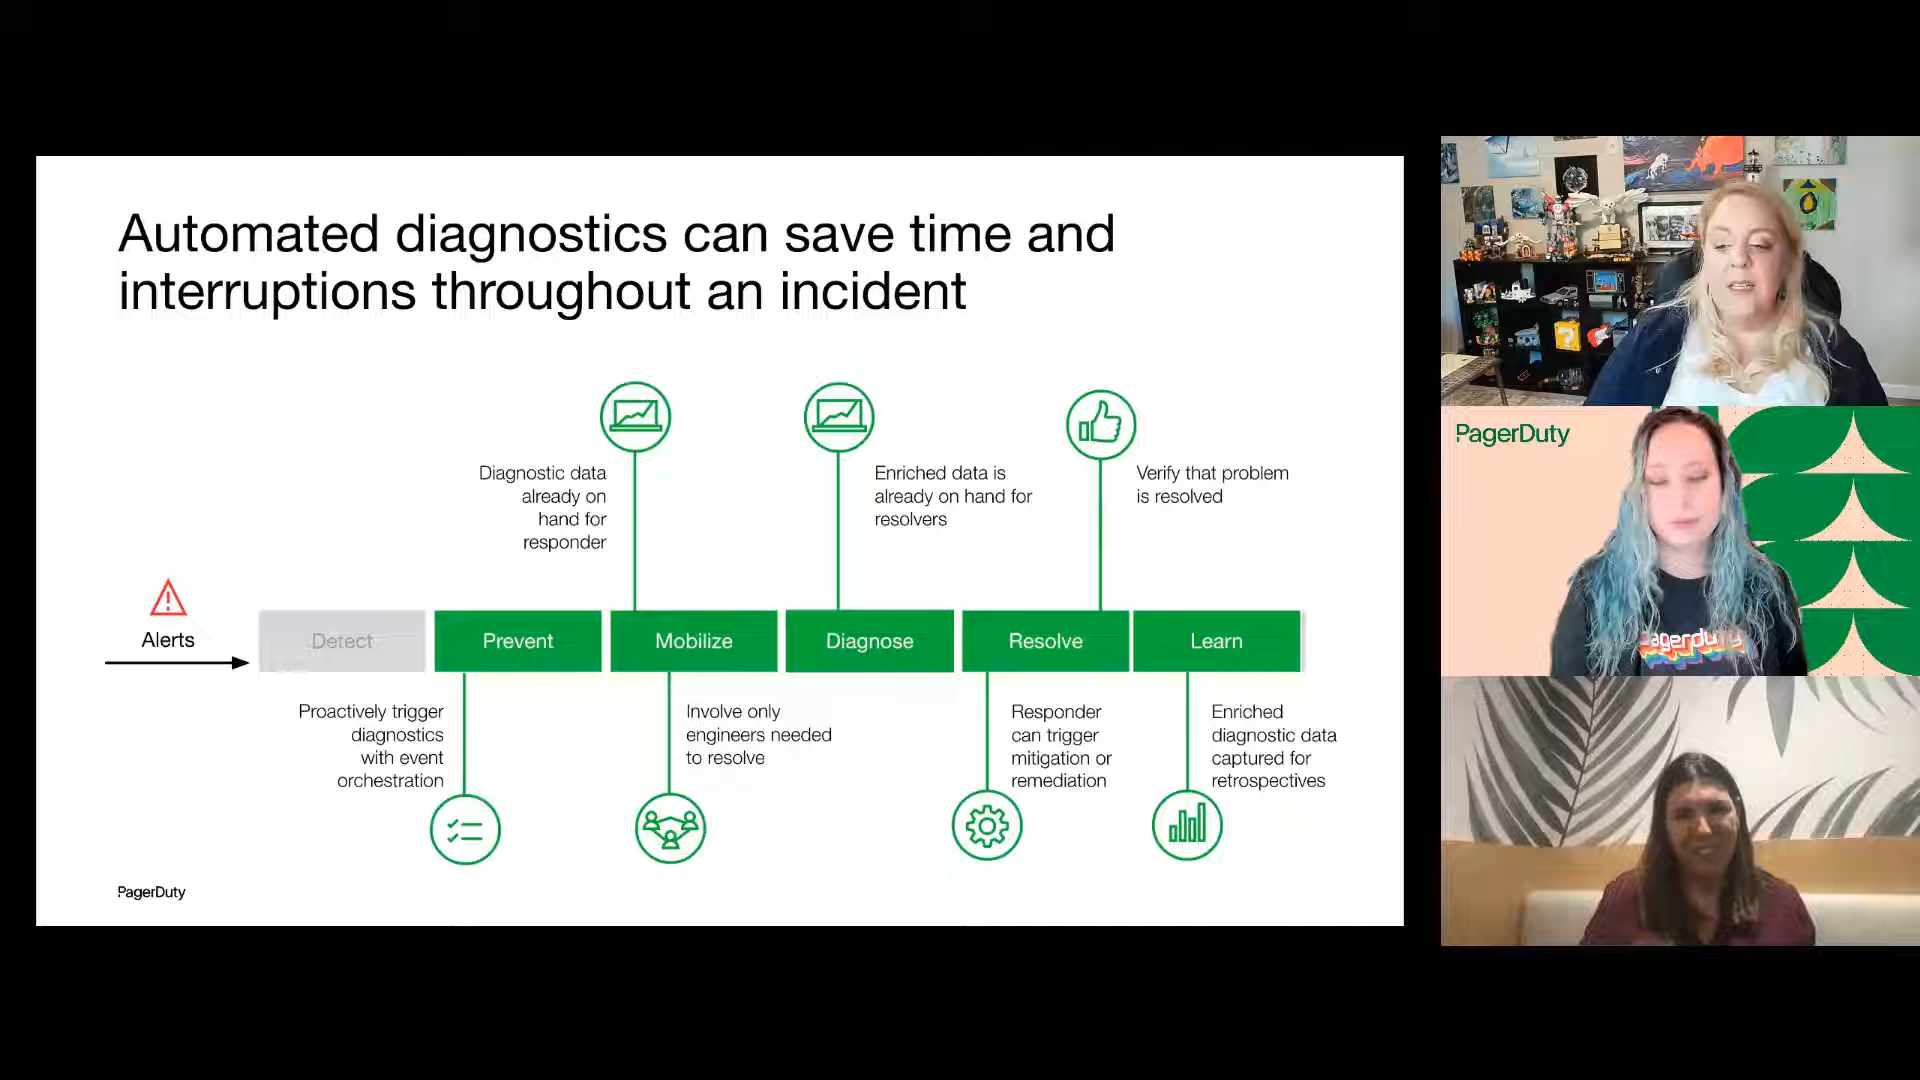 Automated diagnostics can save time and
interruptions throughout an incident
Diagnostic data
already on
hand for
responder
Enriched data is
already on hand for
resolvers
Verify that problem
is resolved
Alerts
Detect
Prevent
Mobilize
Diagnose
Resolve
Learn
Proactively trigger
diagnostics
with event
orchestration
Involve only
engineers needed
to resolve
Responder
can trigger
mitigation or
remediation
Enriched
diagnostic data
captured for
retrospectives
PagerDuty
PagerDuty
pagerduty